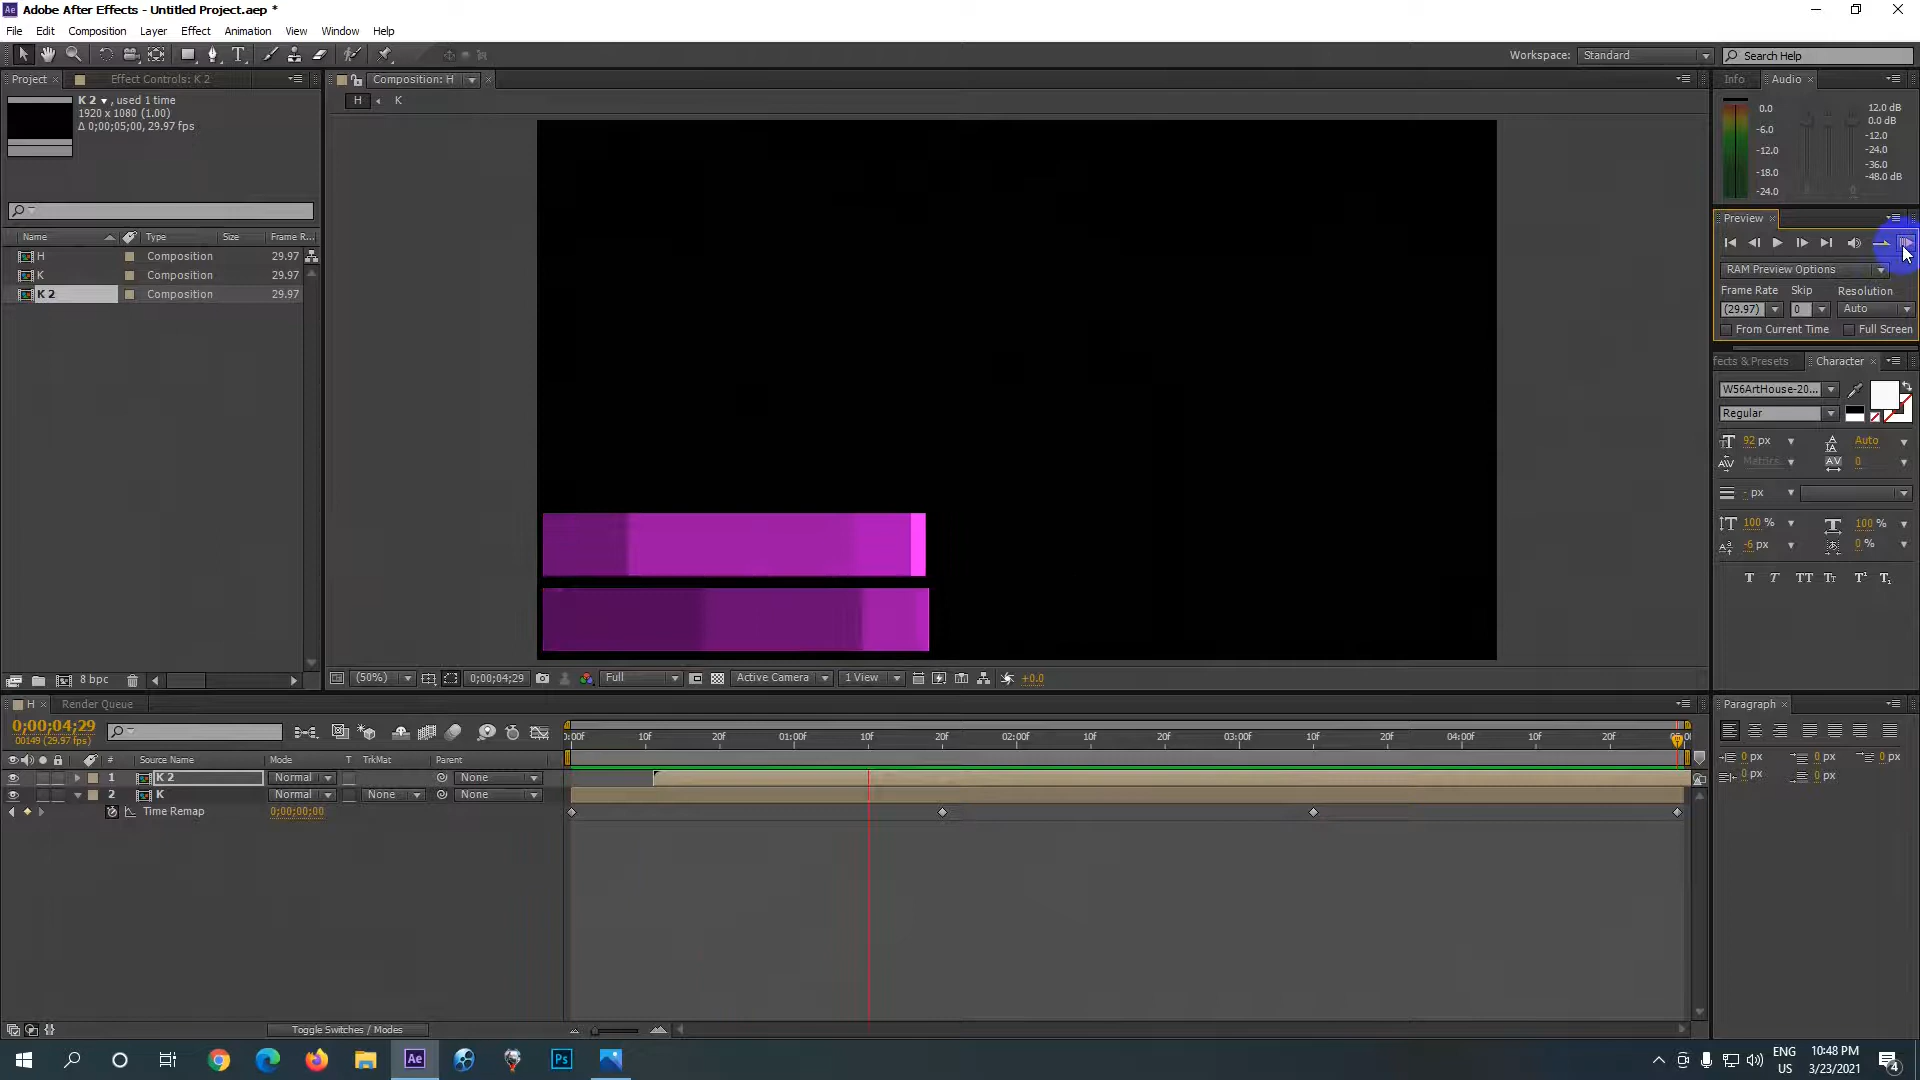 Adobe After Effects - Untitled Project.aep *
File Edit Composition Layer Effect Animation View Window Help
Workspace: Standard Search Help
Project Effect Controls: K 2 Composition: H Info Audio
H K
K 2 , used 1 time
1920 x 1080 (1.00)
Δ 0;00;05;00, 29.97 fps
0.0 12.0 dB
0.0 dB
-6.0 -12.0
-12.0 -24.0
-18.0 -36.0
-24.0 -48.0 dB
Preview
RAM Preview Options
Frame Rate Skip Resolution
(29.97) 0 Auto
From Current Time Full Screen
Name Type Size Frame R...
H Composition 29.97
K Composition 29.97
K 2 Composition 29.97
fects & Presets Character
W56ArtHouse-20...
Regular
92 px Auto
Metrics 0
- px
100 % 100 %
-6 px 0 %
T T TT Tt T¹ T₁
8 bpc (50%) 0;00;04;29 Full Active Camera 1 View +0.0
H Render Queue Paragraph
0;00;04;29
00149 (29.97 fps)
0:00f 10f 20f 01:00f 10f 20f 02:00f 10f 20f 03:00f 10f 20f 04:00f 10f 20f
# Source Name Mode T TrkMat Parent
1 K 2 Normal None
2 K Normal None None
Time Remap 0;00;00;00
0 px 0 px 0 px
0 px 0 px
Toggle Switches / Modes
Ae Ps ENG US 10:48 PM 3/23/2021 4